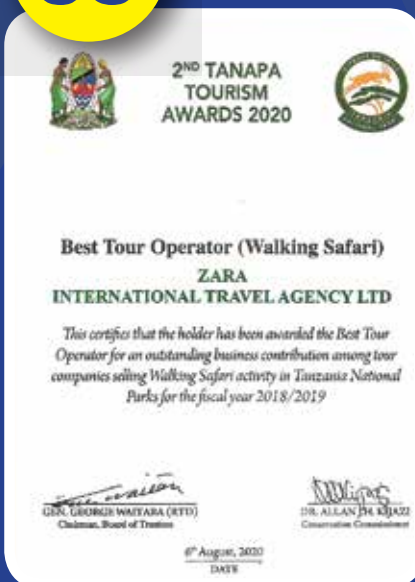 2ND TANAPA
TOURISM
AWARDS 2020
Best Tour Operator (Walking Safari)
ZARA
INTERNATIONAL TRAVEL AGENCY LTD
This certifies that the holder has been awarded the Best Tour
Operator for an outstanding business contribution among tour
companies selling Walking Safari activity in Tanzania National
Parks for the fiscal year 2018/2019
GEN. GEORGE WAITARA (RTD)
Chairman, Board of Trustees
DR. ALLAN J.H. KIJAZI
Conservation Commissioner
6th August, 2020
DATE